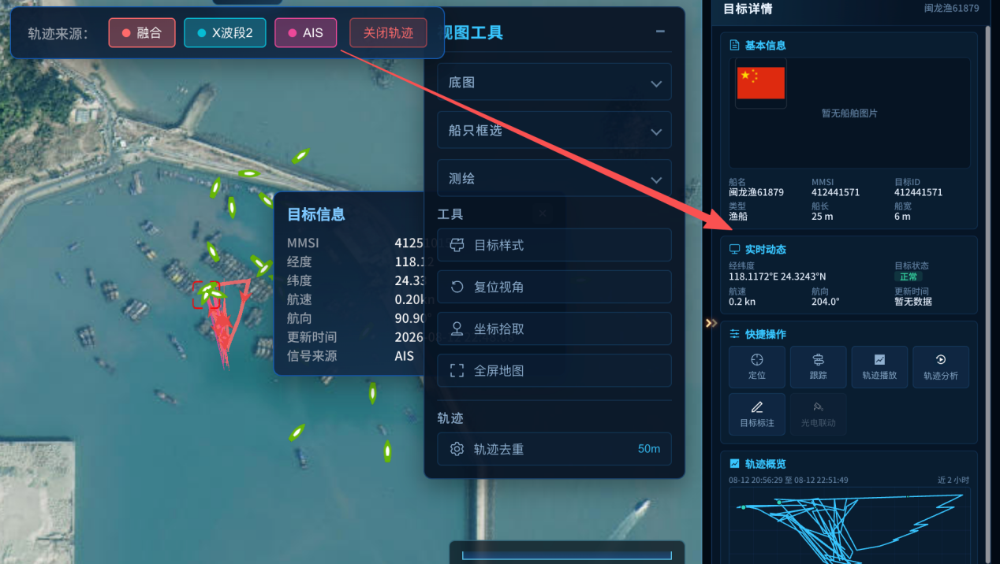 轨迹来源：
融合
X波段2
AIS
关闭轨迹
视图工具
底图
船只框选
测绘
工具
目标样式
复位视角
坐标拾取
全屏地图
轨迹
轨迹去重
50m
目标信息
MMSI
经度
118.12
纬度
24.33
航速
0.20kn
航向
90.90°
更新时间
信号来源
AIS
目标详情
闽龙渔61879
基本信息
暂无船舶图片
船名
MMSI
目标ID
闽龙渔61879
412441571
412441571
类型
船长
船宽
渔船
25 m
6 m
实时动态
经纬度
目标状态
118.1172°E 24.3243°N
正常
航速
航向
更新时间
0.2 kn
204.0°
暂无数据
快捷操作
定位
跟踪
轨迹播放
轨迹分析
目标标注
光电联动
轨迹概览
08-12 20:56:29 至 08-12 22:51:49
近 2 小时